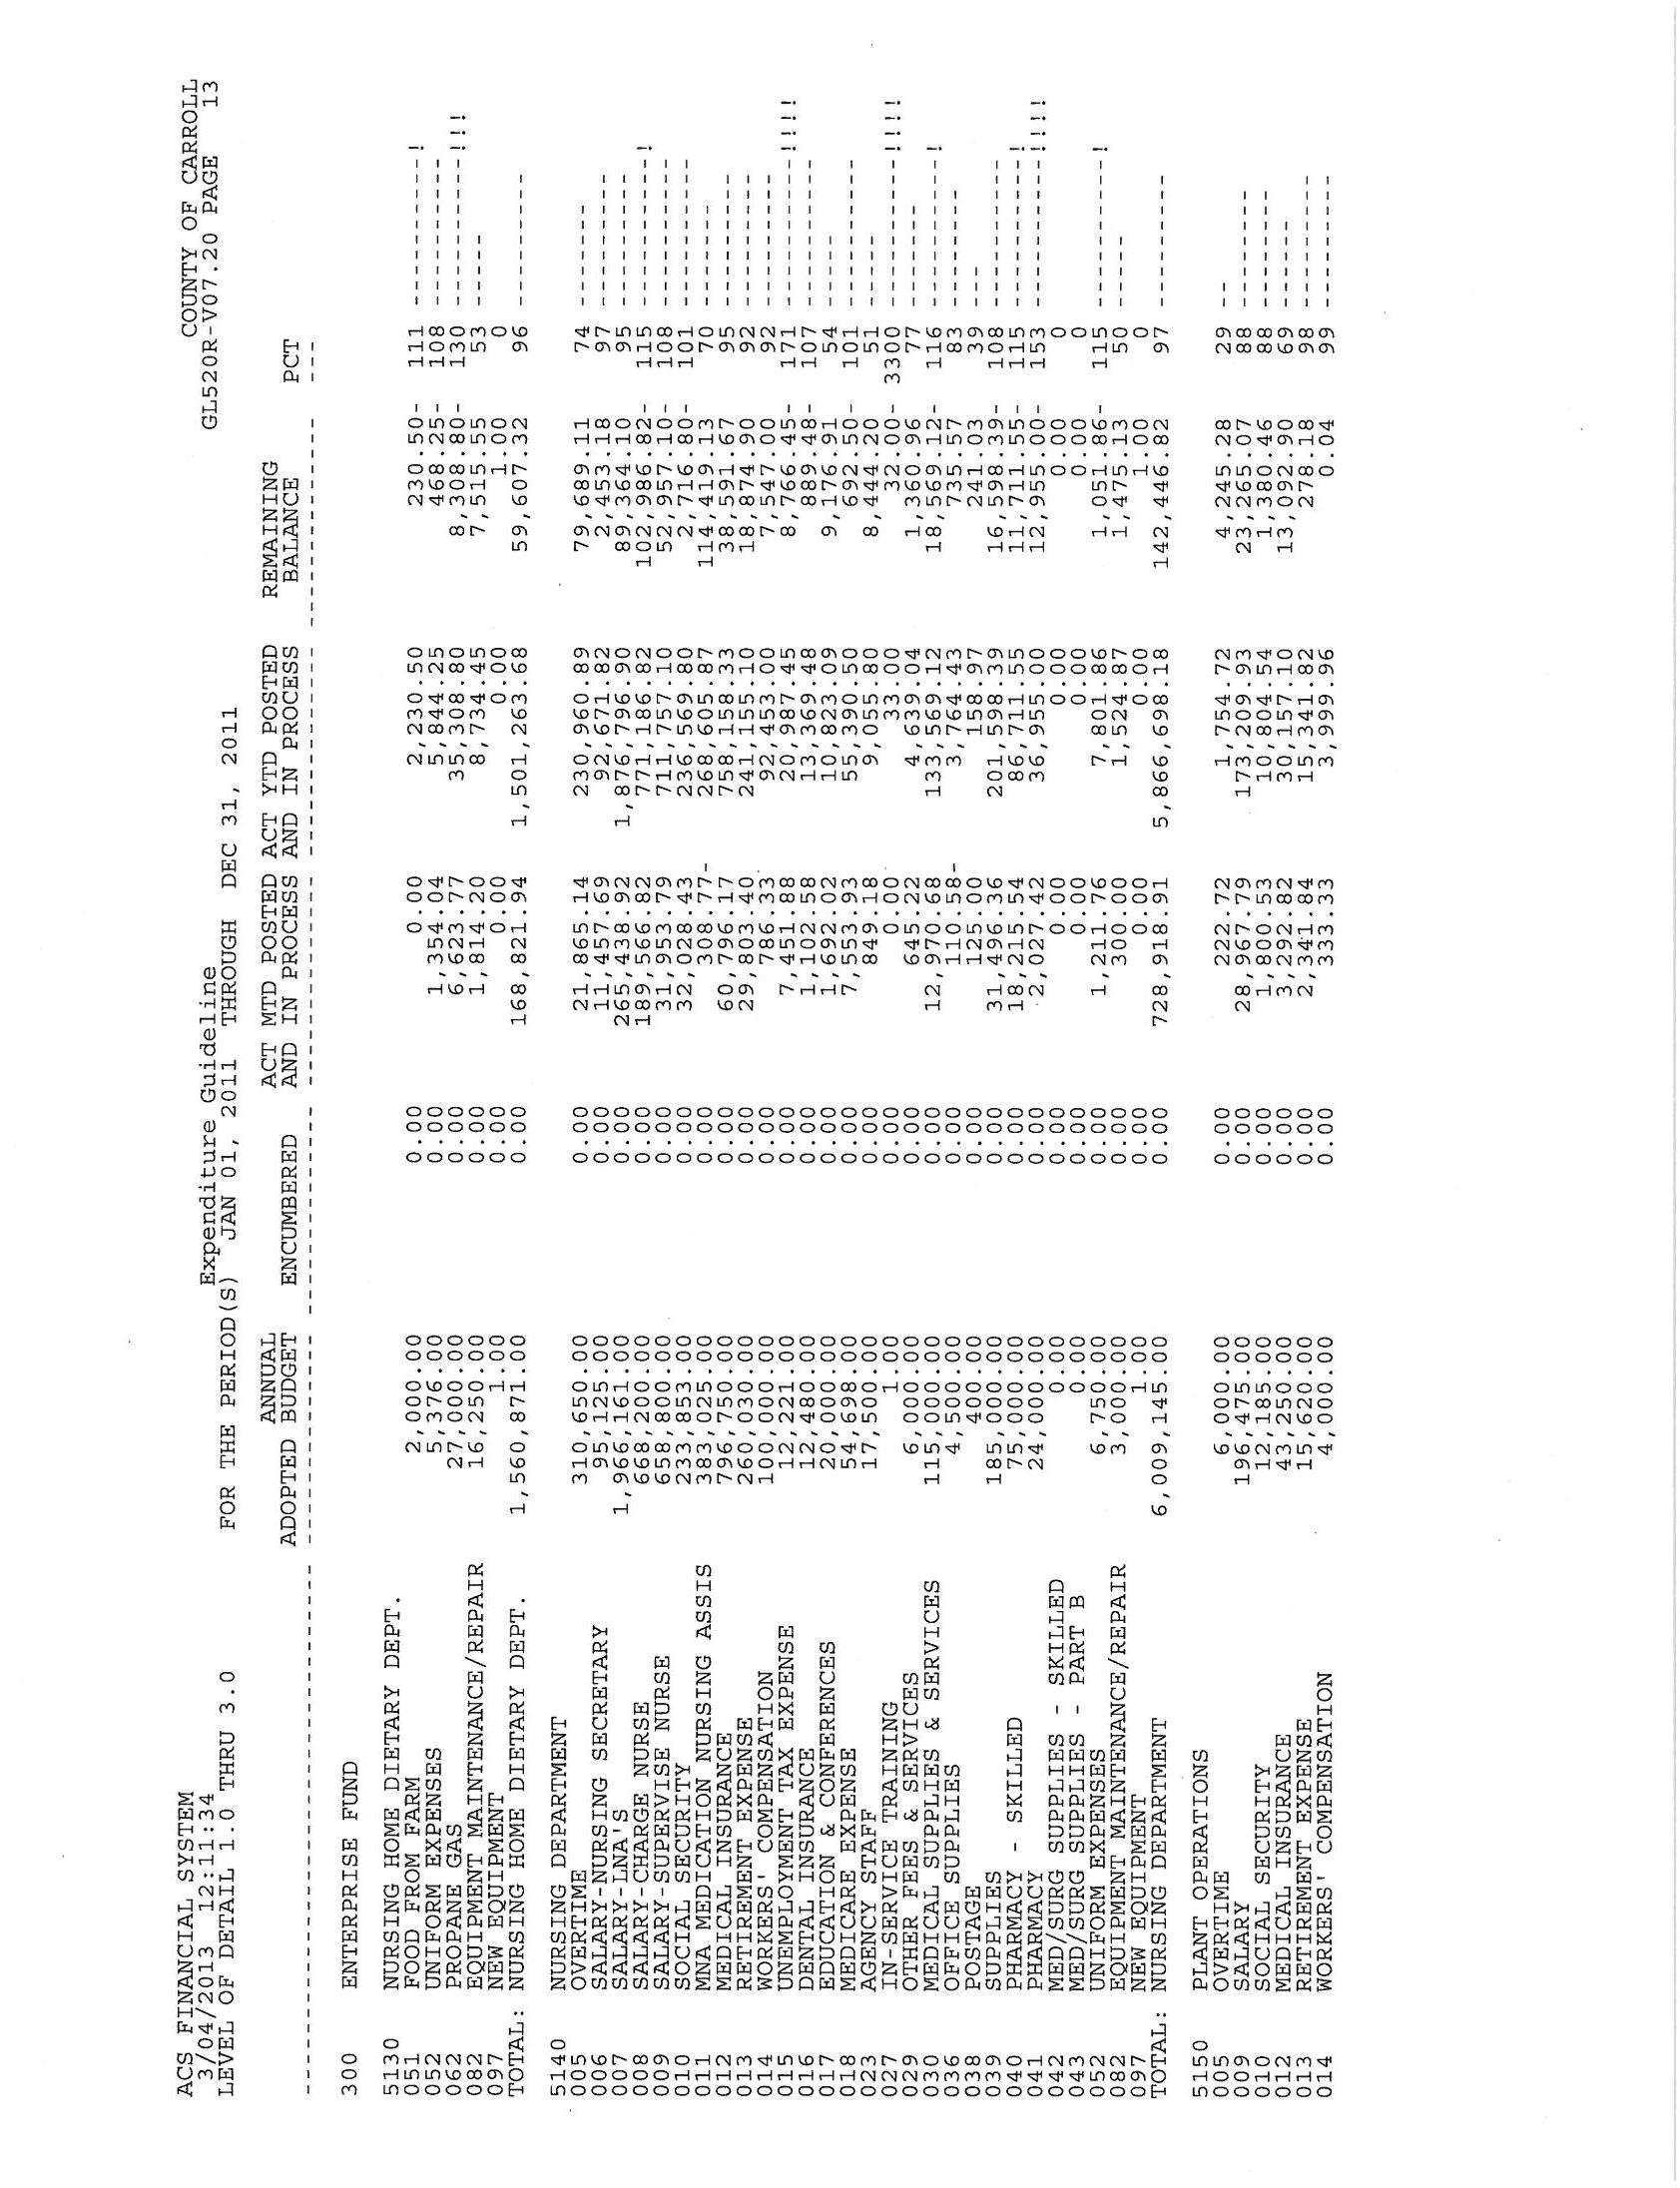 ACS FINANCIAL SYSTEM COUNTY OF CARROLL
3/04/2013 12:11:34 Expenditure Guideline GL520R-V07.20 PAGE 13
LEVEL OF DETAIL 1.0 THRU 3.0 FOR THE PERIOD(S) JAN 01, 2011 THROUGH DEC 31, 2011
ANNUAL ACT MTD POSTED ACT YTD POSTED REMAINING
ADOPTED BUDGET ENCUMBERED AND IN PROCESS AND IN PROCESS BALANCE PCT
300 ENTERPRISE FUND
5130 NURSING HOME DIETARY DEPT.
051 FOOD FROM FARM 2,000.00 0.00 0.00 2,230.50 230.50- 111 -------------!
052 UNIFORM EXPENSES 5,376.00 0.00 1,354.04 5,844.25 468.25- 108 ------------
062 PROPANE GAS 27,000.00 0.00 6,623.77 35,308.80 8,308.80- 130 -------------!!!
082 EQUIPMENT MAINTENANCE/REPAIR 16,250.00 0.00 1,814.20 8,734.45 7,515.55 53 ------
097 NEW EQUIPMENT 1.00 0.00 0.00 0.00 1.00 0
TOTAL: NURSING HOME DIETARY DEPT. 1,560,871.00 0.00 168,821.94 1,501,263.68 59,607.32 96 -----------
5140 NURSING DEPARTMENT
005 OVERTIME 310,650.00 0.00 21,865.14 230,960.89 79,689.11 74 --------
006 SALARY-NURSING SECRETARY 95,125.00 0.00 11,457.69 92,671.82 2,453.18 97 -----------
007 SALARY-LNA'S 1,966,161.00 0.00 265,438.92 1,876,796.90 89,364.10 95 -----------
008 SALARY-CHARGE NURSE 668,200.00 0.00 189,566.82 771,186.82 102,986.82- 115 -------------!
009 SALARY-SUPERVISE NURSE 658,800.00 0.00 31,953.79 711,757.10 52,957.10- 108 ------------
010 SOCIAL SECURITY 233,853.00 0.00 32,028.43 236,569.80 2,716.80- 101 ------------
011 MNA MEDICATION NURSING ASSIS 383,025.00 0.00 308.77- 268,605.87 114,419.13 70 --------
012 MEDICAL INSURANCE 796,750.00 0.00 60,796.17 758,158.33 38,591.67 95 -----------
013 RETIREMENT EXPENSE 260,030.00 0.00 29,803.40 241,155.10 18,874.90 92 -----------
014 WORKERS' COMPENSATION 100,000.00 0.00 786.33 92,453.00 7,547.00 92 -----------
015 UNEMPLOYMENT TAX EXPENSE 12,221.00 0.00 7,451.88 20,987.45 8,766.45- 171 -------------!!!!
016 DENTAL INSURANCE 12,480.00 0.00 1,102.58 13,369.48 889.48- 107 ------------
017 EDUCATION & CONFERENCES 20,000.00 0.00 1,692.02 10,823.09 9,176.91 54 ------
018 MEDICARE EXPENSE 54,698.00 0.00 7,553.93 55,390.50 692.50- 101 ------------
023 AGENCY STAFF 17,500.00 0.00 849.18 9,055.80 8,444.20 51 ------
027 IN-SERVICE TRAINING 1.00 0.00 0.00 33.00 32.00- 3300 -------------!!!!
029 OTHER FEES & SERVICES 6,000.00 0.00 645.22 4,639.04 1,360.96 77 --------
030 MEDICAL SUPPLIES & SERVICES 115,000.00 0.00 12,970.68 133,569.12 18,569.12- 116 -------------!
036 OFFICE SUPPLIES 4,500.00 0.00 110.58- 3,764.43 735.57 83 ----------
038 POSTAGE 400.00 0.00 125.00 158.97 241.03 39 ----
039 SUPPLIES 185,000.00 0.00 31,496.36 201,598.39 16,598.39- 108 ------------
040 PHARMACY - SKILLED 75,000.00 0.00 18,215.54 86,711.55 11,711.55- 115 -------------!
041 PHARMACY 24,000.00 0.00 2,027.42 36,955.00 12,955.00- 153 -------------!!!!
042 MED/SURG SUPPLIES - SKILLED 0.00 0.00 0.00 0.00 0.00 0
043 MED/SURG SUPPLIES - PART B 0.00 0.00 0.00 0.00 0.00 0
052 UNIFORM EXPENSES 6,750.00 0.00 1,211.76 7,801.86 1,051.86- 115 -------------!
082 EQUIPMENT MAINTENANCE/REPAIR 3,000.00 0.00 300.00 1,524.87 1,475.13 50 ------
097 NEW EQUIPMENT 1.00 0.00 0.00 0.00 1.00 0
TOTAL: NURSING DEPARTMENT 6,009,145.00 0.00 728,918.91 5,866,698.18 142,446.82 97 -----------
5150 PLANT OPERATIONS
005 OVERTIME 6,000.00 0.00 222.72 1,754.72 4,245.28 29 --
009 SALARY 196,475.00 0.00 28,967.79 173,209.93 23,265.07 88 ----------
010 SOCIAL SECURITY 12,185.00 0.00 1,800.53 10,804.54 1,380.46 88 ----------
012 MEDICAL INSURANCE 43,250.00 0.00 3,292.82 30,157.10 13,092.90 69 -------
013 RETIREMENT EXPENSE 15,620.00 0.00 2,341.84 15,341.82 278.18 98 -----------
014 WORKERS' COMPENSATION 4,000.00 0.00 333.33 3,999.96 0.04 99 -----------